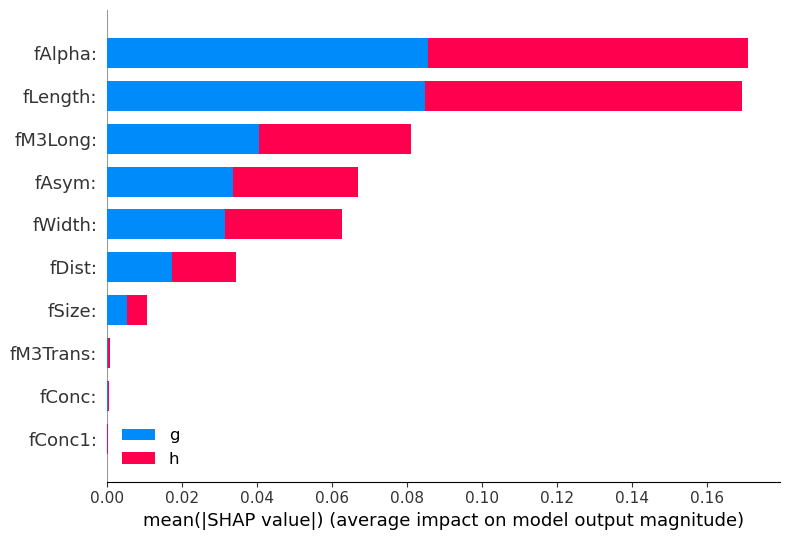 fAlpha:
fLength:
fM3Long:
fAsym:
fWidth:
fDist:
fSize:
fM3Trans:
fConc:
fConc1:
g
h
0.00 0.02 0.04 0.06 0.08 0.10 0.12 0.14 0.16
mean(|SHAP value|) (average impact on model output magnitude)